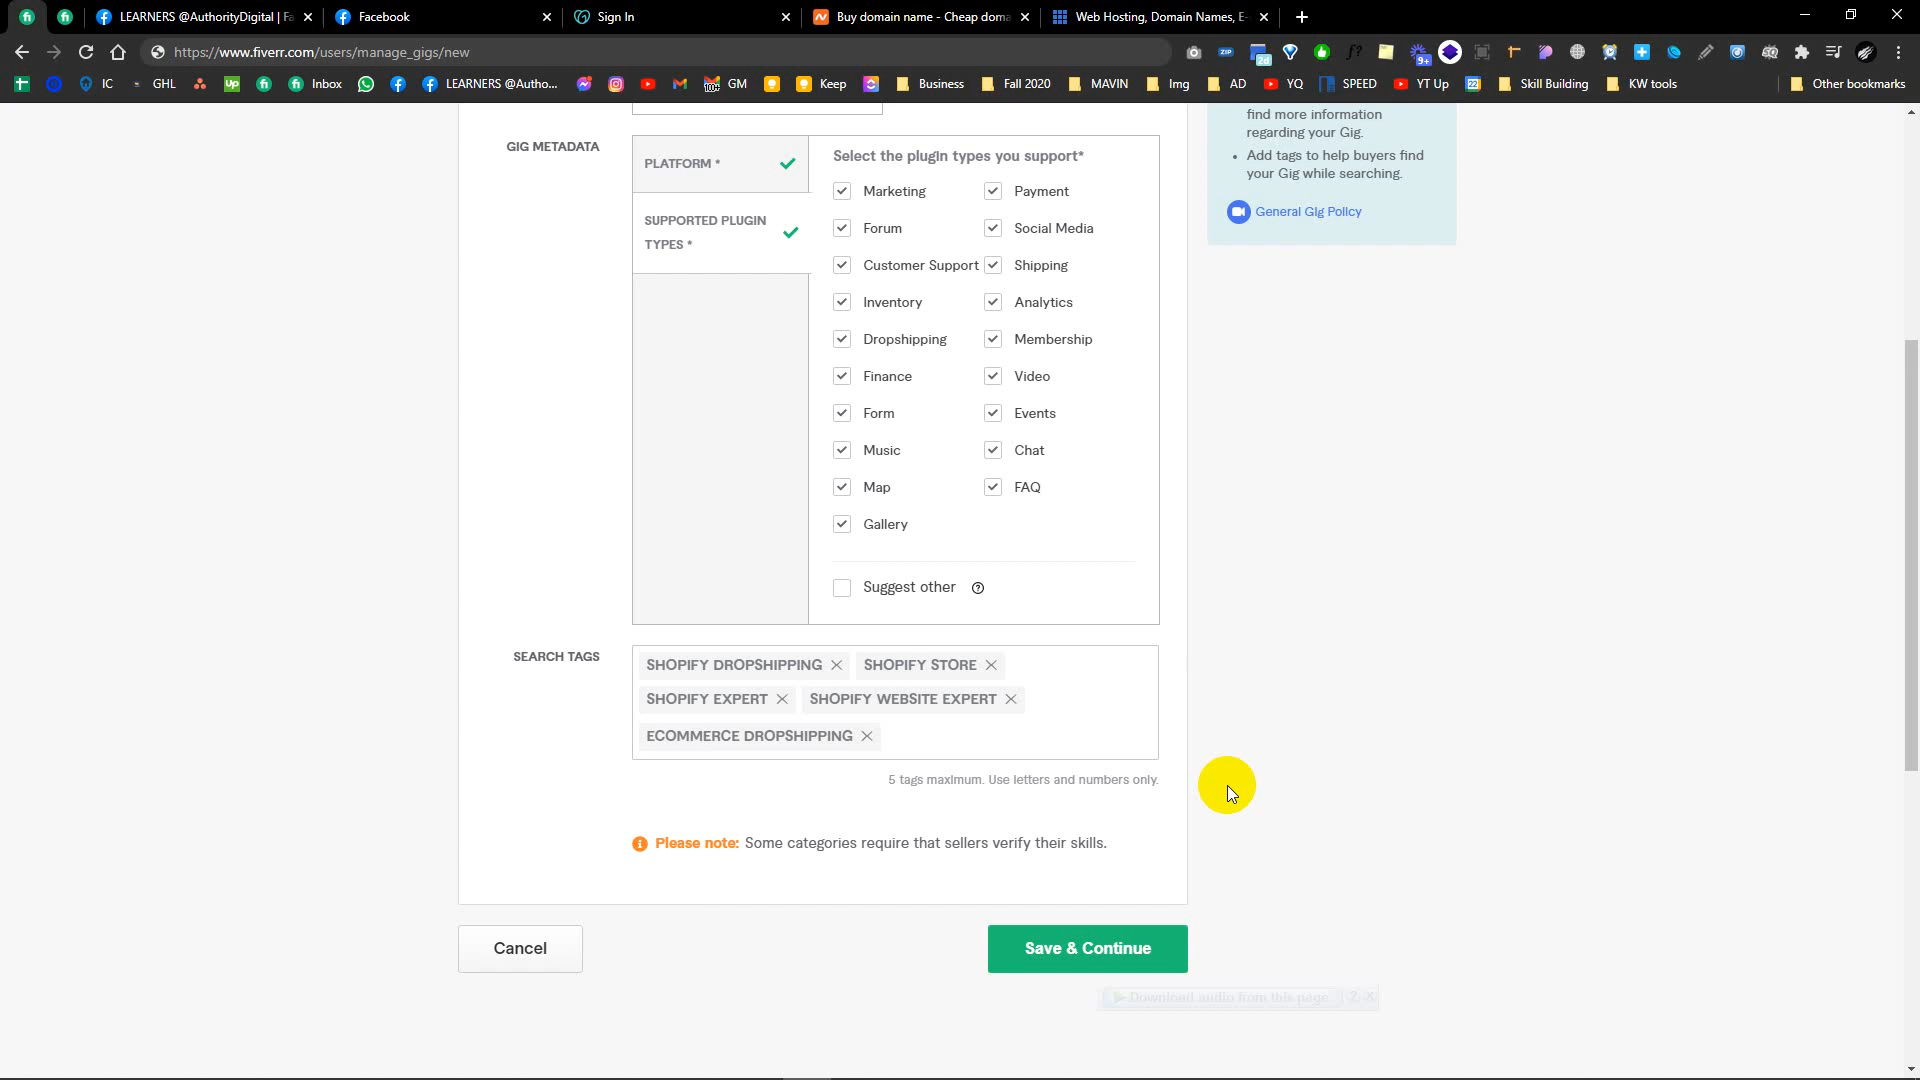 LEARNERS @AuthorityDigital | Fa
Facebook
Sign In
Buy domain name - Cheap doma
Web Hosting, Domain Names, E-
https://www.fiverr.com/users/manage_gigs/new
ZIP
2d
9+
IC
GHL
Up
Inbox
LEARNERS @Autho...
100+
GM
Keep
Business
Fall 2020
MAVIN
Img
AD
YQ
SPEED
YT Up
22
Skill Building
KW tools
Other bookmarks
find more information
regarding your Gig.
• Add tags to help buyers find
your Gig while searching.
General Gig Policy
GIG METADATA
PLATFORM *
SUPPORTED PLUGIN
TYPES *
Select the plugin types you support*
Marketing
Payment
Forum
Social Media
Customer Support
Shipping
Inventory
Analytics
Dropshipping
Membership
Finance
Video
Form
Events
Music
Chat
Map
FAQ
Gallery
Suggest other
SEARCH TAGS
SHOPIFY DROPSHIPPING
SHOPIFY STORE
SHOPIFY EXPERT
SHOPIFY WEBSITE EXPERT
ECOMMERCE DROPSHIPPING
5 tags maximum. Use letters and numbers only.
Please note: Some categories require that sellers verify their skills.
Cancel
Save & Continue
Download audio from this page ? X